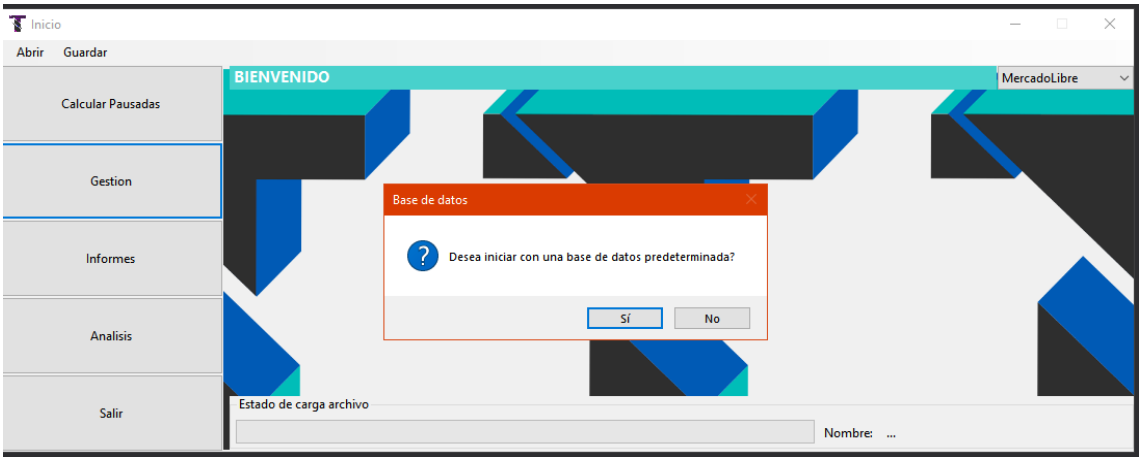 Inicio
Abrir Guardar
BIENVENIDO
MercadoLibre
Calcular Pausadas
Gestion
Informes
Analisis
Salir
Base de datos
Desea iniciar con una base de datos predeterminada?
Sí No
Estado de carga archivo
Nombre: ...